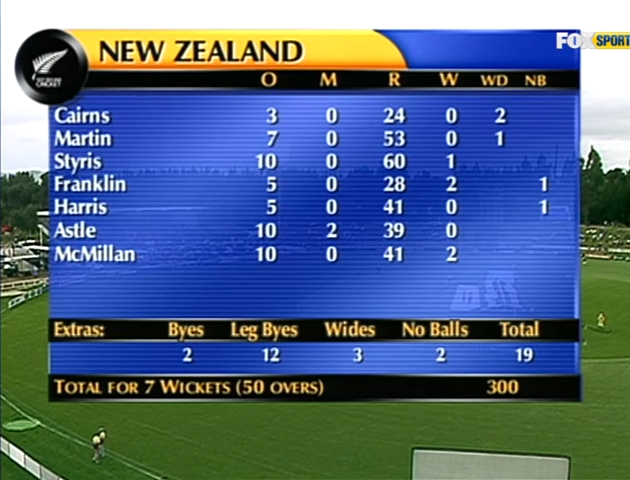 FOX SPORT
NEW ZEALAND
O M R W WD NB
Cairns 3 0 24 0 2
Martin 7 0 53 0 1
Styris 10 0 60 1
Franklin 5 0 28 2 1
Harris 5 0 41 0 1
Astle 10 2 39 0
McMillan 10 0 41 2
Extras: Byes Leg Byes Wides No Balls Total
2 12 3 2 19
TOTAL FOR 7 WICKETS (50 OVERS) 300